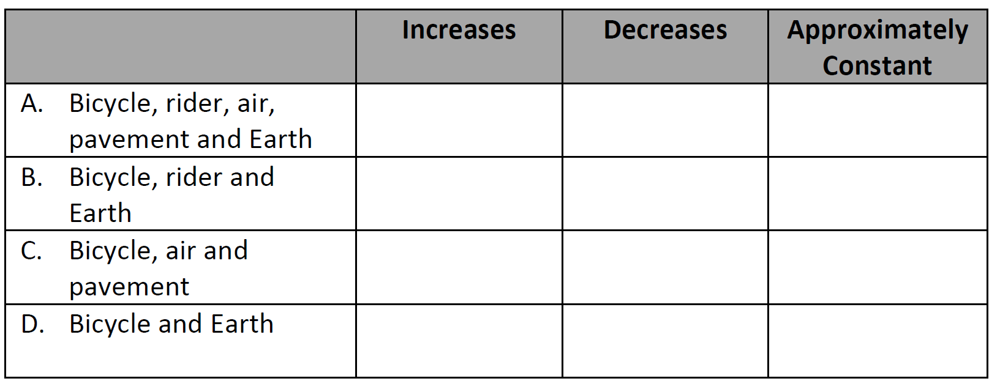 Increases Decreases Approximately
Constant
A. Bicycle, rider, air,
pavement and Earth
B. Bicycle, rider and
Earth
C. Bicycle, air and
pavement
D. Bicycle and Earth